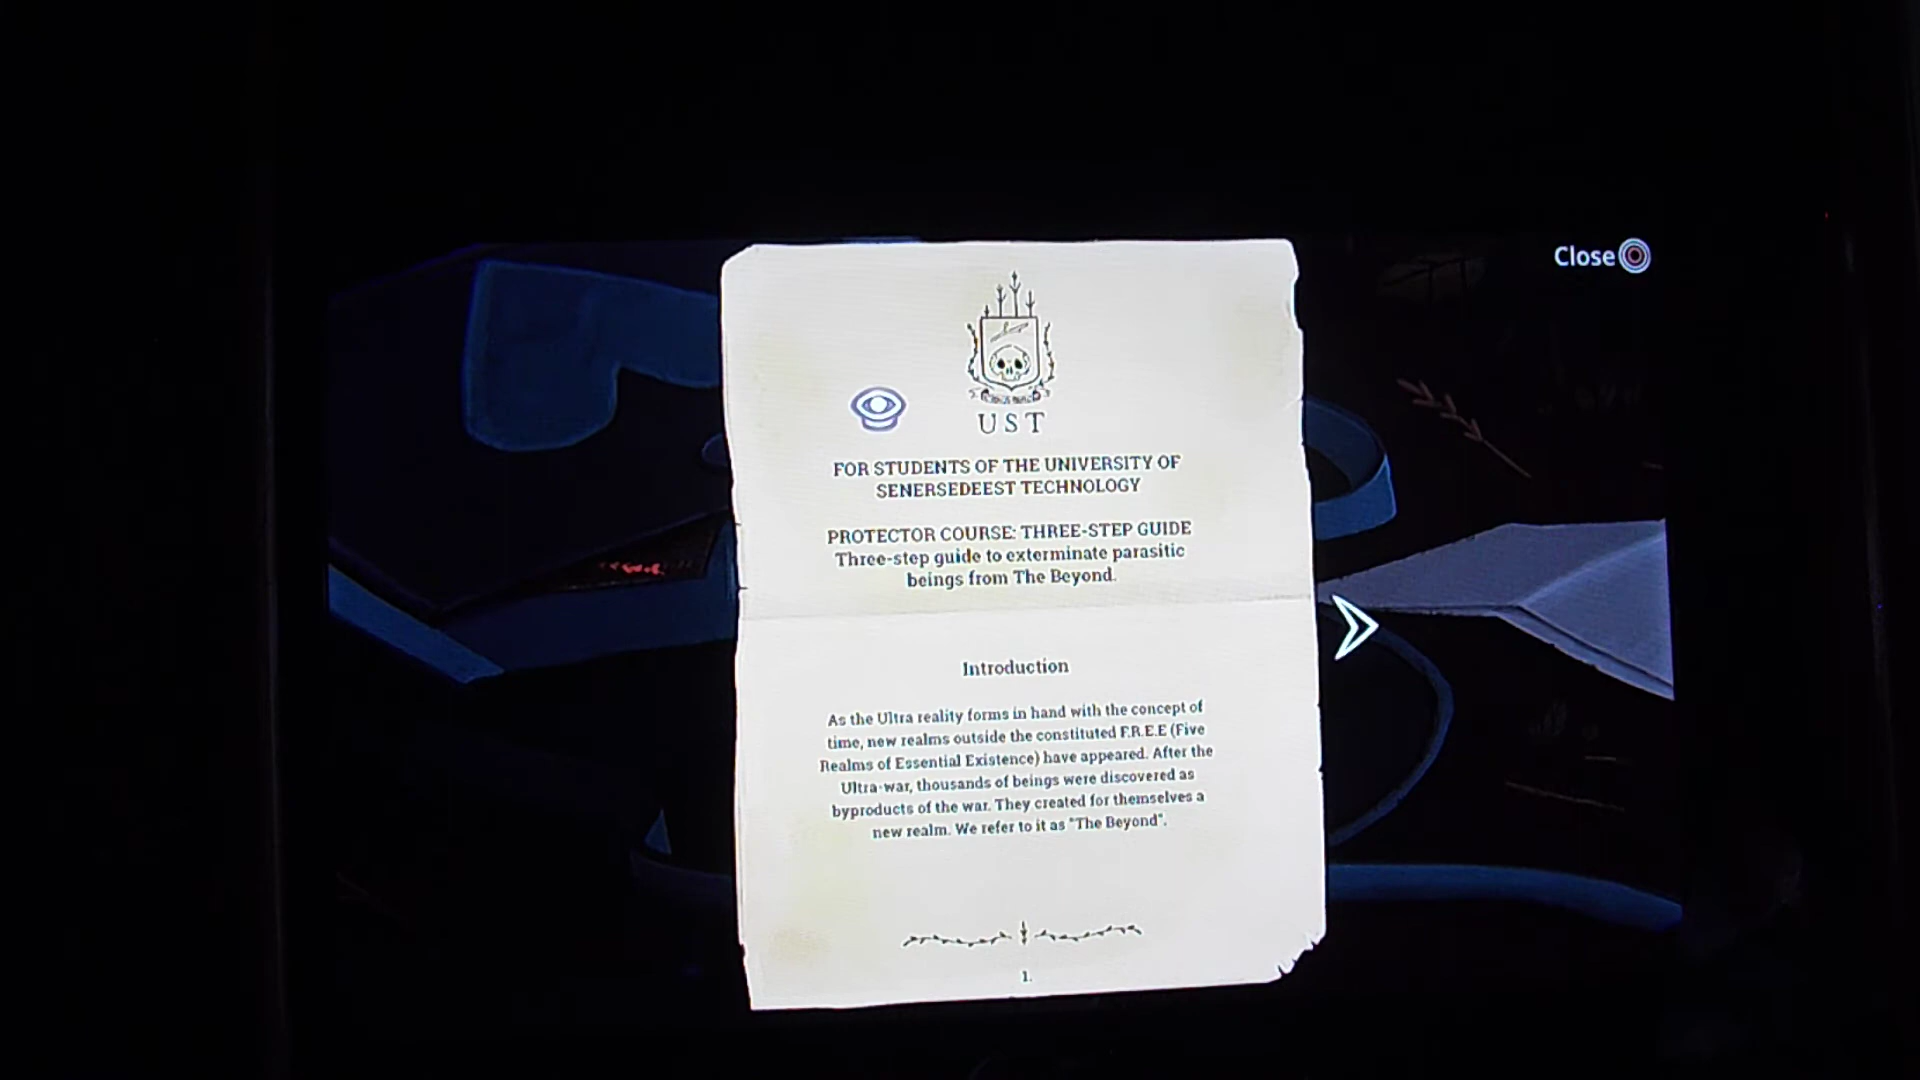 Close
UST
FOR STUDENTS OF THE UNIVERSITY OF
SENERSEDEEST TECHNOLOGY
PROTECTOR COURSE: THREE-STEP GUIDE
Three-step guide to exterminate parasitic
beings from The Beyond.
Introduction
As the Ultra reality forms in hand with the concept of
time, new realms outside the constituted F.R.E.E (Five
Realms of Essential Existence) have appeared. After the
Ultra-war, thousands of beings were discovered as
byproducts of the war. They created for themselves a
new realm. We refer to it as "The Beyond".
1.